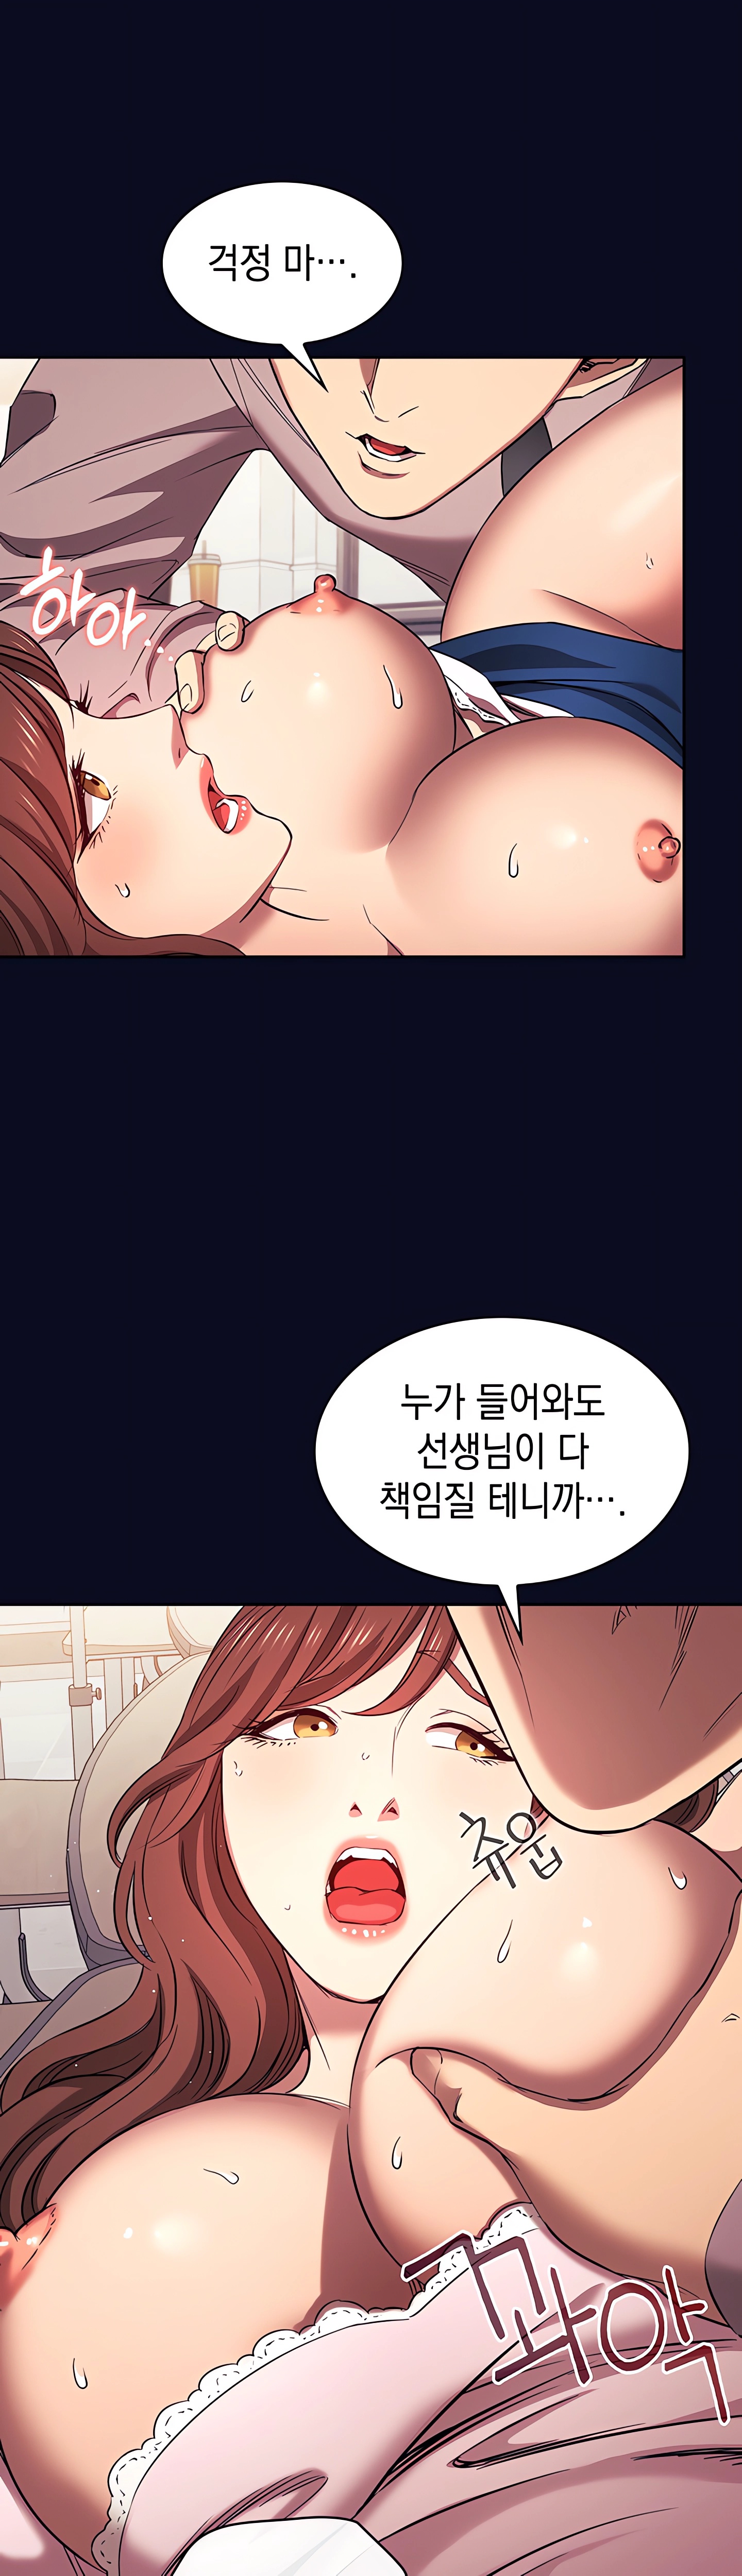 걱정 마….
하아..
누가 들어와도
선생님이 다
책임질 테니까….
츄웁
꽈악